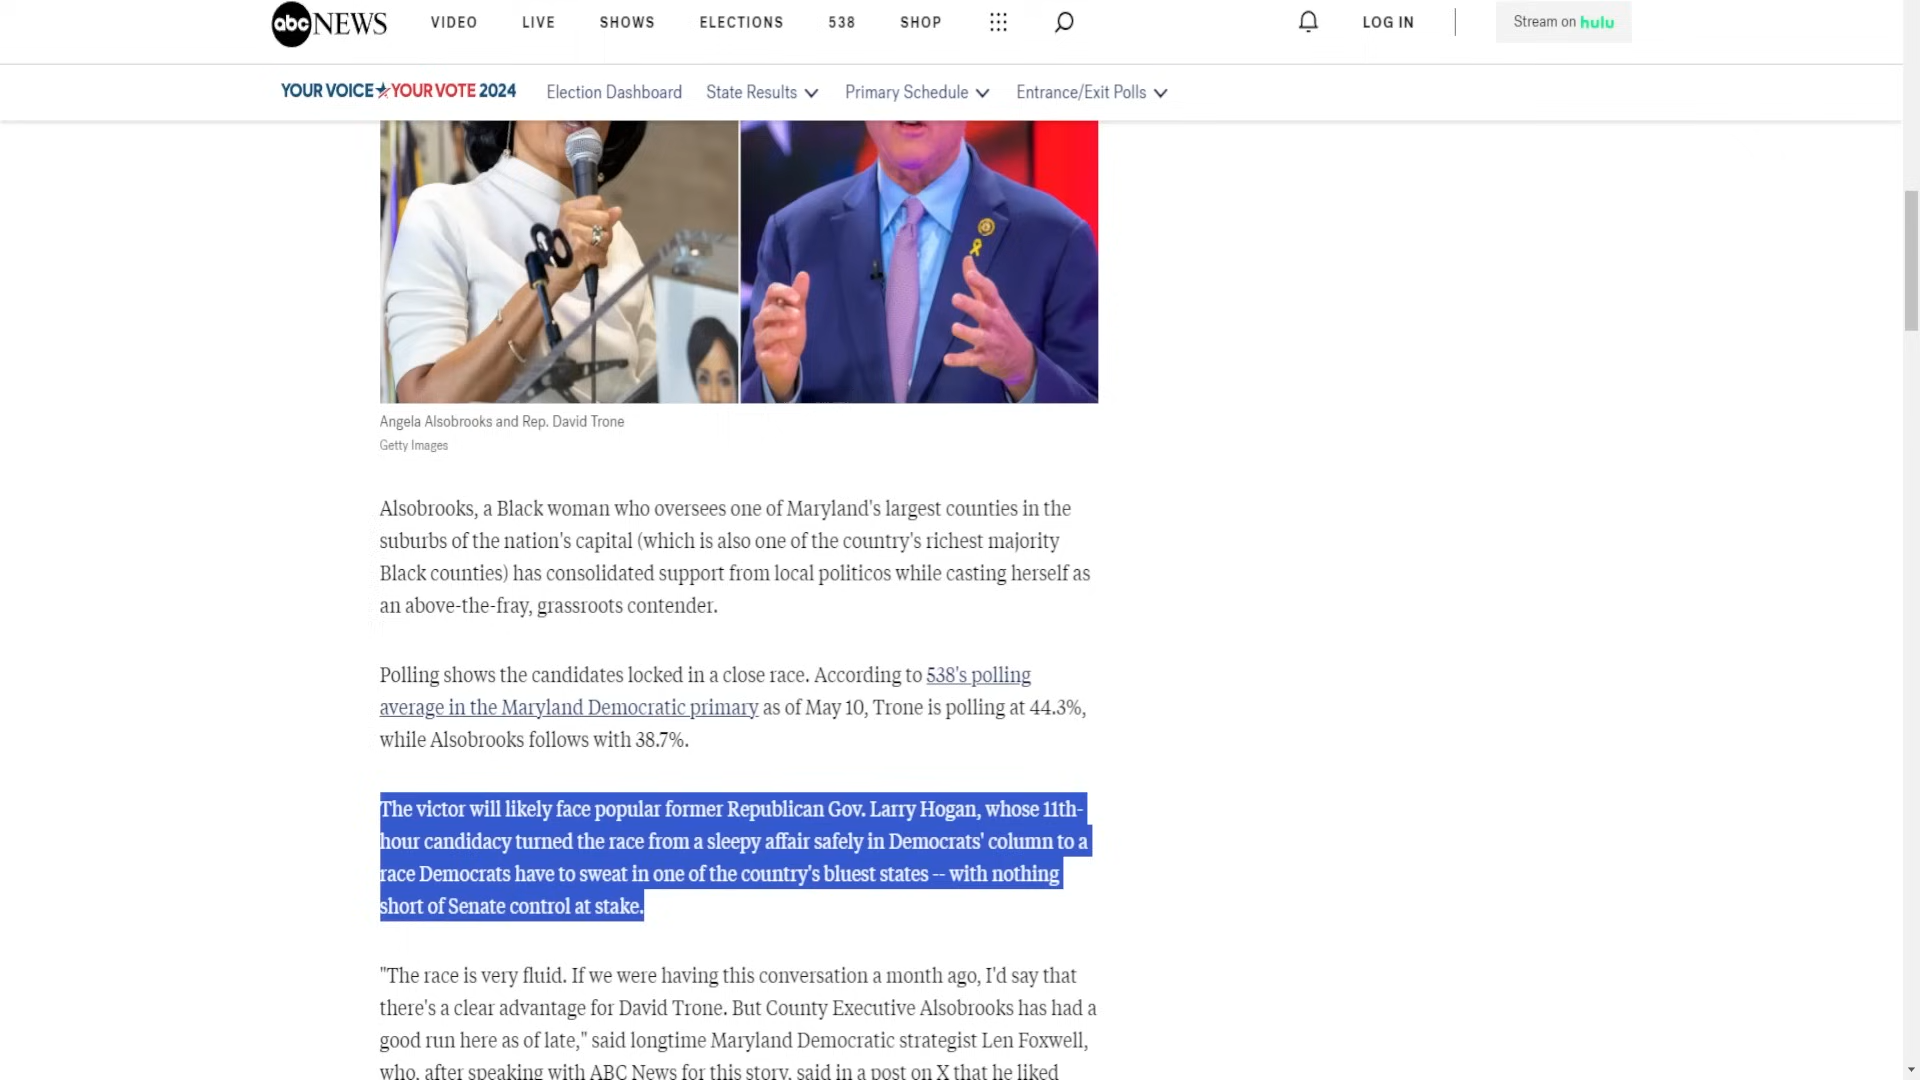 abc NEWS VIDEO LIVE SHOWS ELECTIONS 538 SHOP LOG IN Stream on hulu
YOUR VOICE YOUR VOTE 2024 Election Dashboard State Results Primary Schedule Entrance/Exit Polls
Angela Alsobrooks and Rep. David Trone
Getty Images
Alsobrooks, a Black woman who oversees one of Maryland's largest counties in the
suburbs of the nation's capital (which is also one of the country's richest majority
Black counties) has consolidated support from local politicos while casting herself as
an above-the-fray, grassroots contender.
Polling shows the candidates locked in a close race. According to 538's polling
average in the Maryland Democratic primary as of May 10, Trone is polling at 44.3%,
while Alsobrooks follows with 38.7%.
The victor will likely face popular former Republican Gov. Larry Hogan, whose 11th-
hour candidacy turned the race from a sleepy affair safely in Democrats' column to a
race Democrats have to sweat in one of the country's bluest states -- with nothing
short of Senate control at stake.
"The race is very fluid. If we were having this conversation a month ago, I'd say that
there's a clear advantage for David Trone. But County Executive Alsobrooks has had a
good run here as of late," said longtime Maryland Democratic strategist Len Foxwell,
who, after speaking with ABC News for this story, said in a post on X that he liked